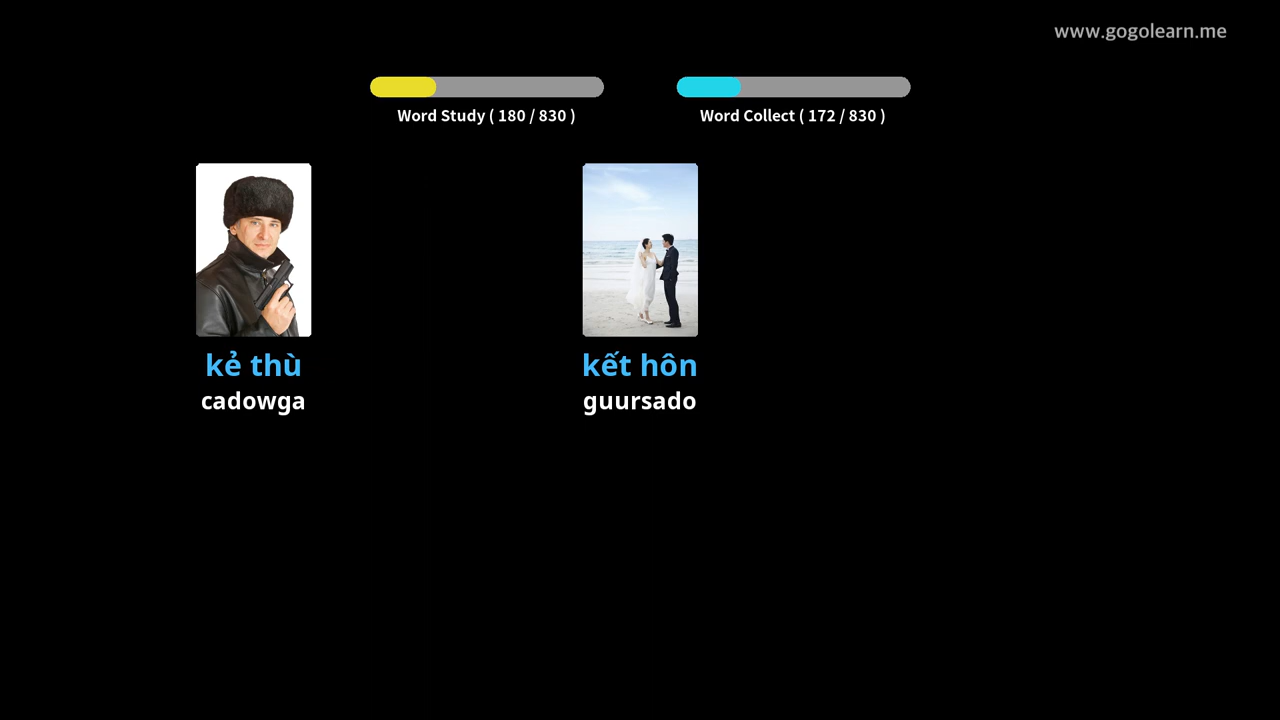 www.gogolearn.me
Word Study ( 180 / 830 )
Word Collect ( 172 / 830 )
kẻ thù
cadowga
kết hôn
guursado